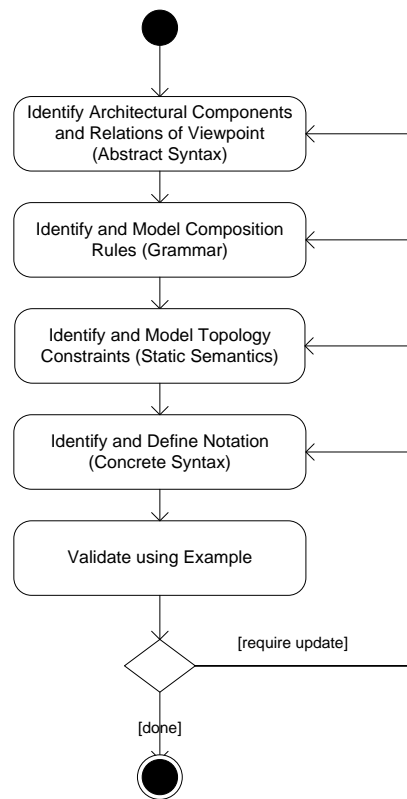 Identify Architectural Components
and Relations of Viewpoint
(Abstract Syntax)
Identify and Model Composition
Rules (Grammar)
Identify and Model Topology
Constraints (Static Semantics)
Identify and Define Notation
(Concrete Syntax)
Validate using Example
[require update]
[done]